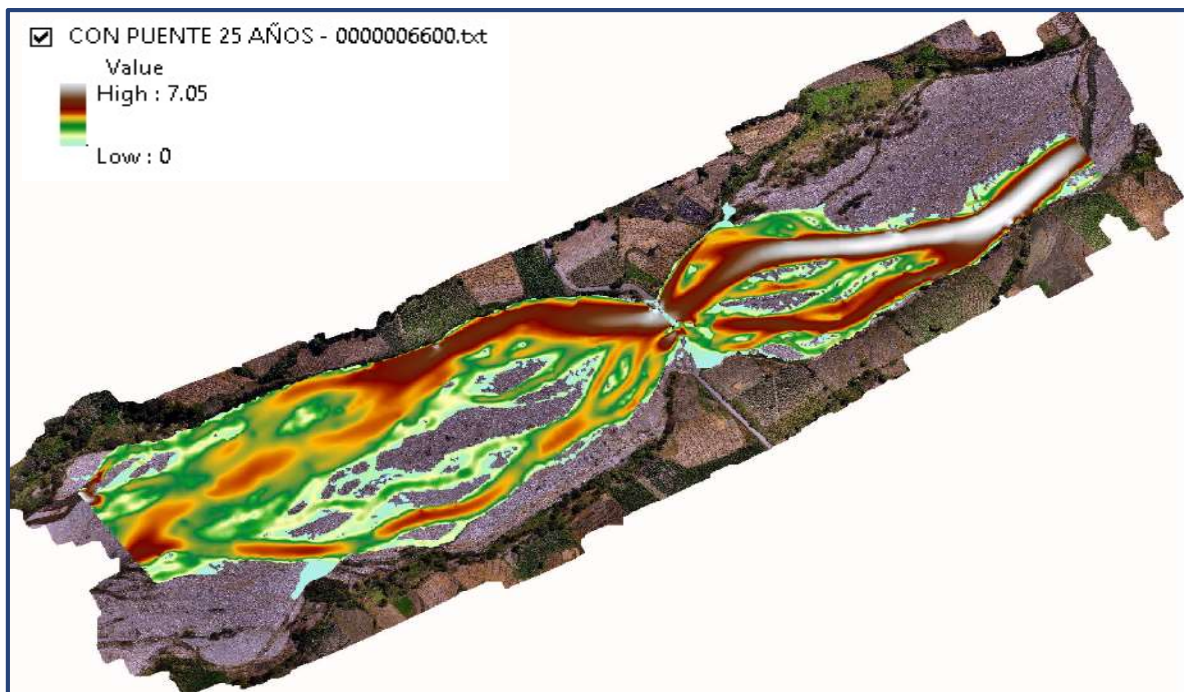 CON PUENTE 25 AÑOS - 0000006600.txt
Value
High : 7.05
Low : 0